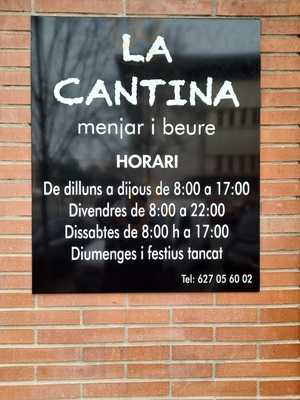 LA
CANTINA
menjar i beure
HORARI
De dilluns a dijous de 8:00 a 17:00
Divendres de 8:00 a 22:00
Dissabtes de 8:00 h a 17:00
Diumenges i festius tancat
Tel: 627 05 60 02